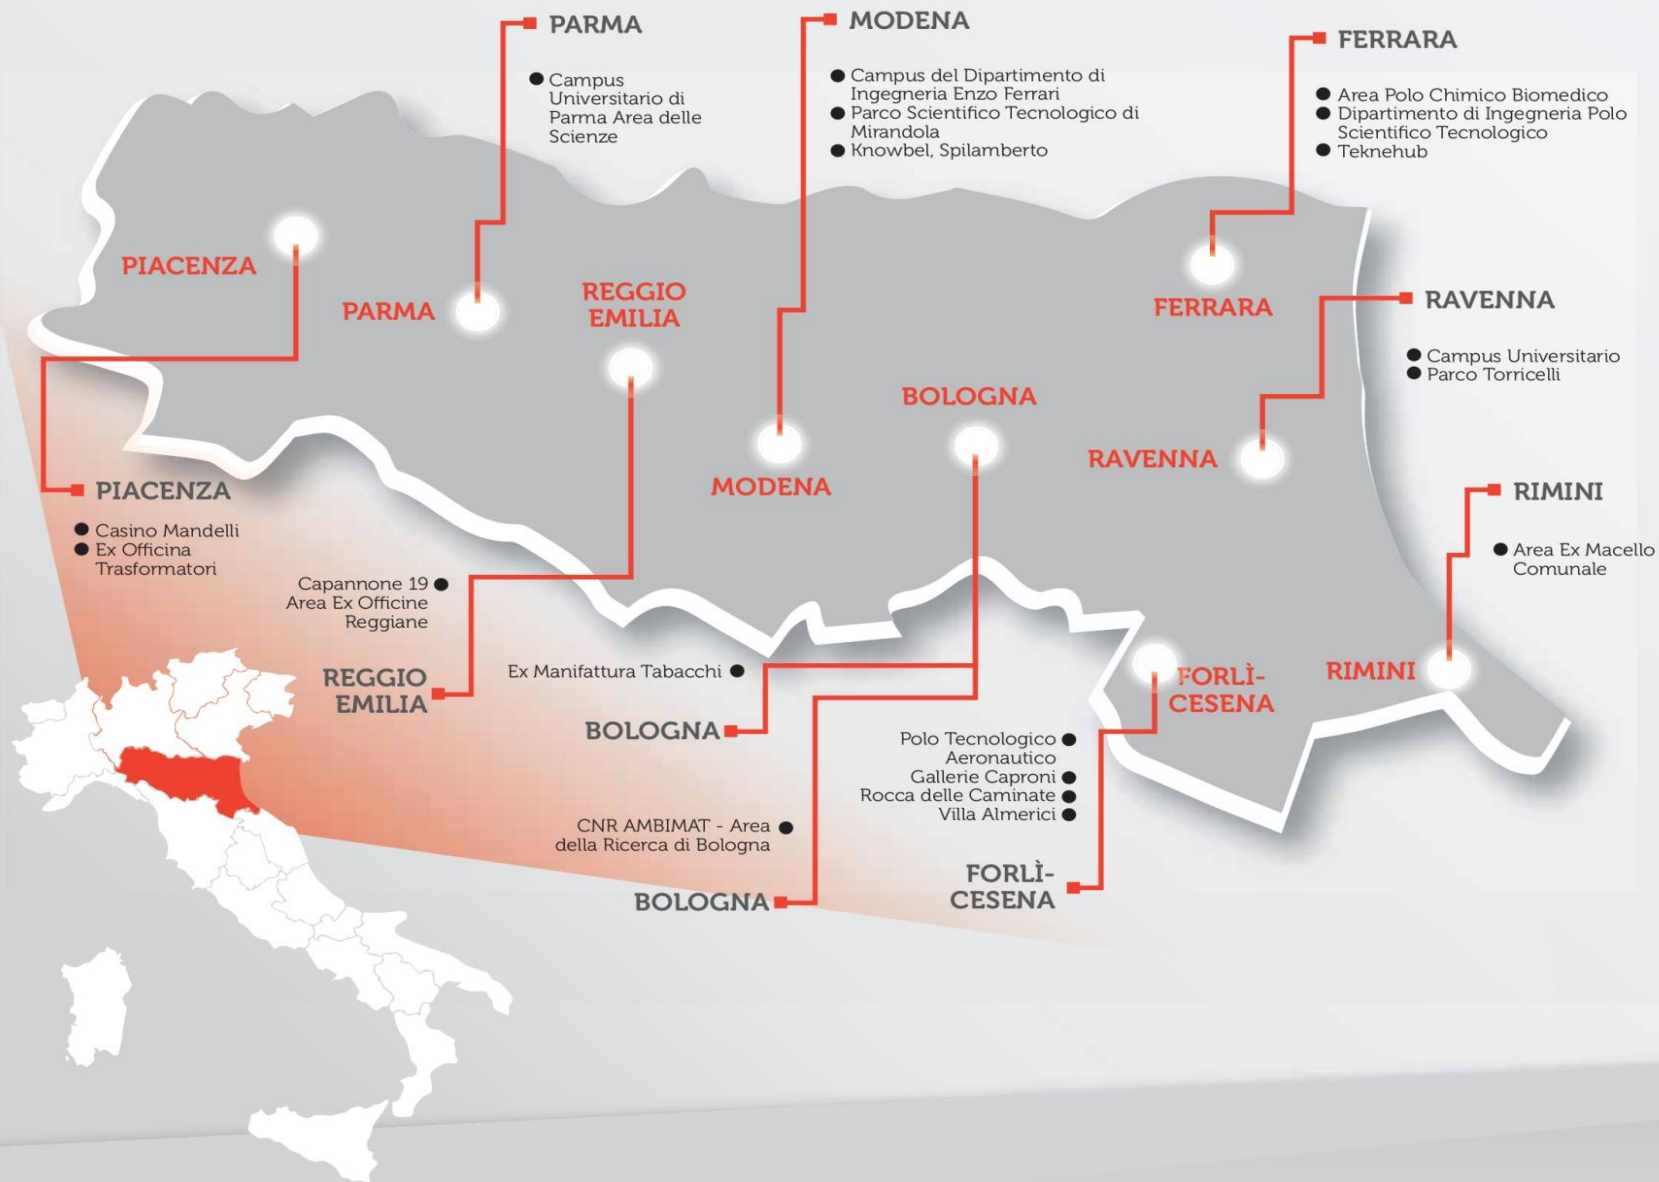 PARMA
Campus
Universitario di
Parma Area delle
Scienze
MODENA
Campus del Dipartimento di
Ingegneria Enzo Ferrari
Parco Scientifico Tecnologico di
Mirandola
Knowbel, Spilamberto
FERRARA
Area Polo Chimico Biomedico
Dipartimento di Ingegneria Polo
Scientifico Tecnologico
Teknehub
PIACENZA
PARMA
REGGIO
EMILIA
MODENA
BOLOGNA
FERRARA
RAVENNA
FORLÌ-
CESENA
RIMINI
RAVENNA
Campus Universitario
Parco Torricelli
RIMINI
Area Ex Macello
Comunale
PIACENZA
Casino Mandelli
Ex Officina
Trasformatori
Capannone 19
Area Ex Officine
Reggiane
REGGIO
EMILIA
Ex Manifattura Tabacchi
BOLOGNA
CNR AMBIMAT - Area
della Ricerca di Bologna
BOLOGNA
Polo Tecnologico
Aeronautico
Gallerie Caproni
Rocca delle Caminate
Villa Almerici
FORLÌ-
CESENA